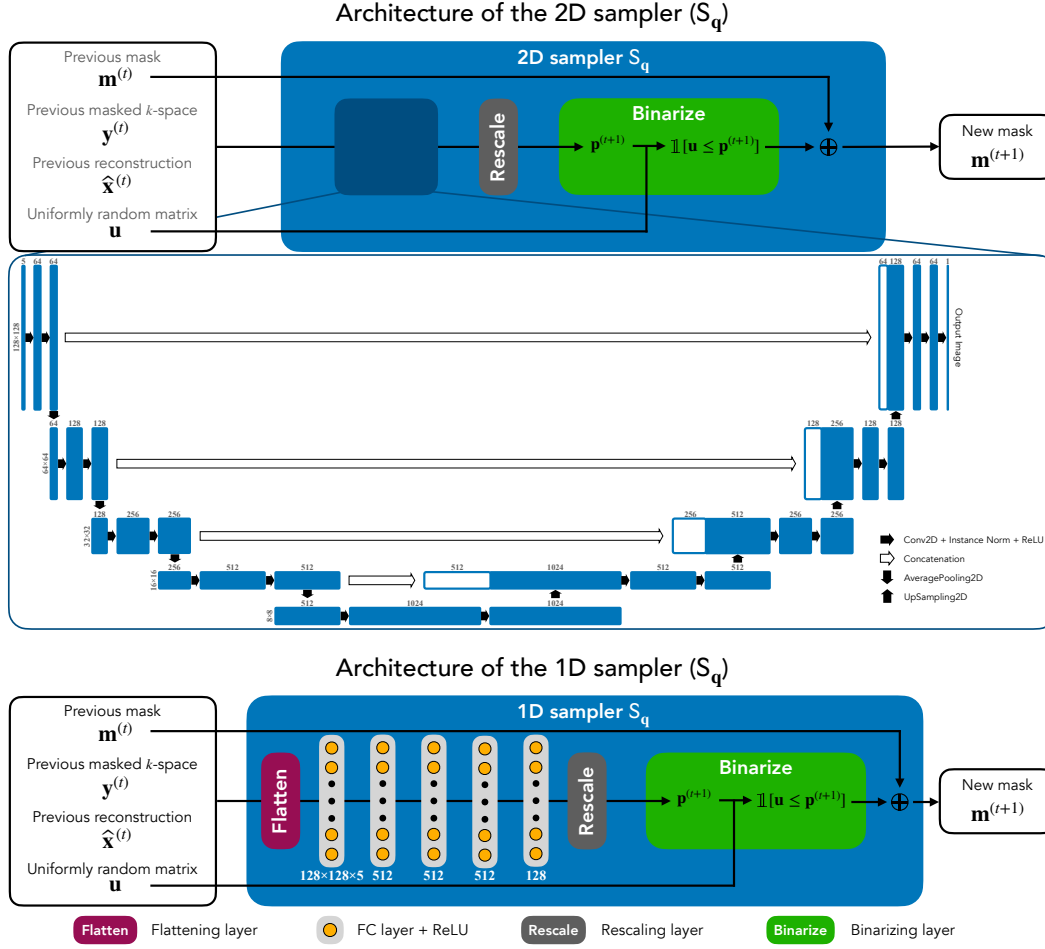 Architecture of the 2D sampler (S_q)
Previous mask
m^(t)
Previous masked k-space
y^(t)
Previous reconstruction
x̂^(t)
Uniformly random matrix
u
2D sampler S_q
Rescale
Binarize
p^(t+1)
𝟙[u ≤ p^(t+1)]
New mask
m^(t+1)
5 64 64
128×128
64 128 64 64 1
Output Image
64 128 128
64×64
128 256 128 128
128 256 256
32×32
256 512 256 256
256 512 512
16×16
512 1024 512 512
512 1024 1024
8×8
Conv2D + Instance Norm + ReLU
Concatenation
AveragePooling2D
UpSampling2D
Architecture of the 1D sampler (S_q)
Previous mask
m^(t)
Previous masked k-space
y^(t)
Previous reconstruction
x̂^(t)
Uniformly random matrix
u
1D sampler S_q
Flatten
128×128×5 512 512 512 128
Rescale
Binarize
p^(t+1)
𝟙[u ≤ p^(t+1)]
New mask
m^(t+1)
Flatten Flattening layer
FC layer + ReLU
Rescale Rescaling layer
Binarize Binarizing layer